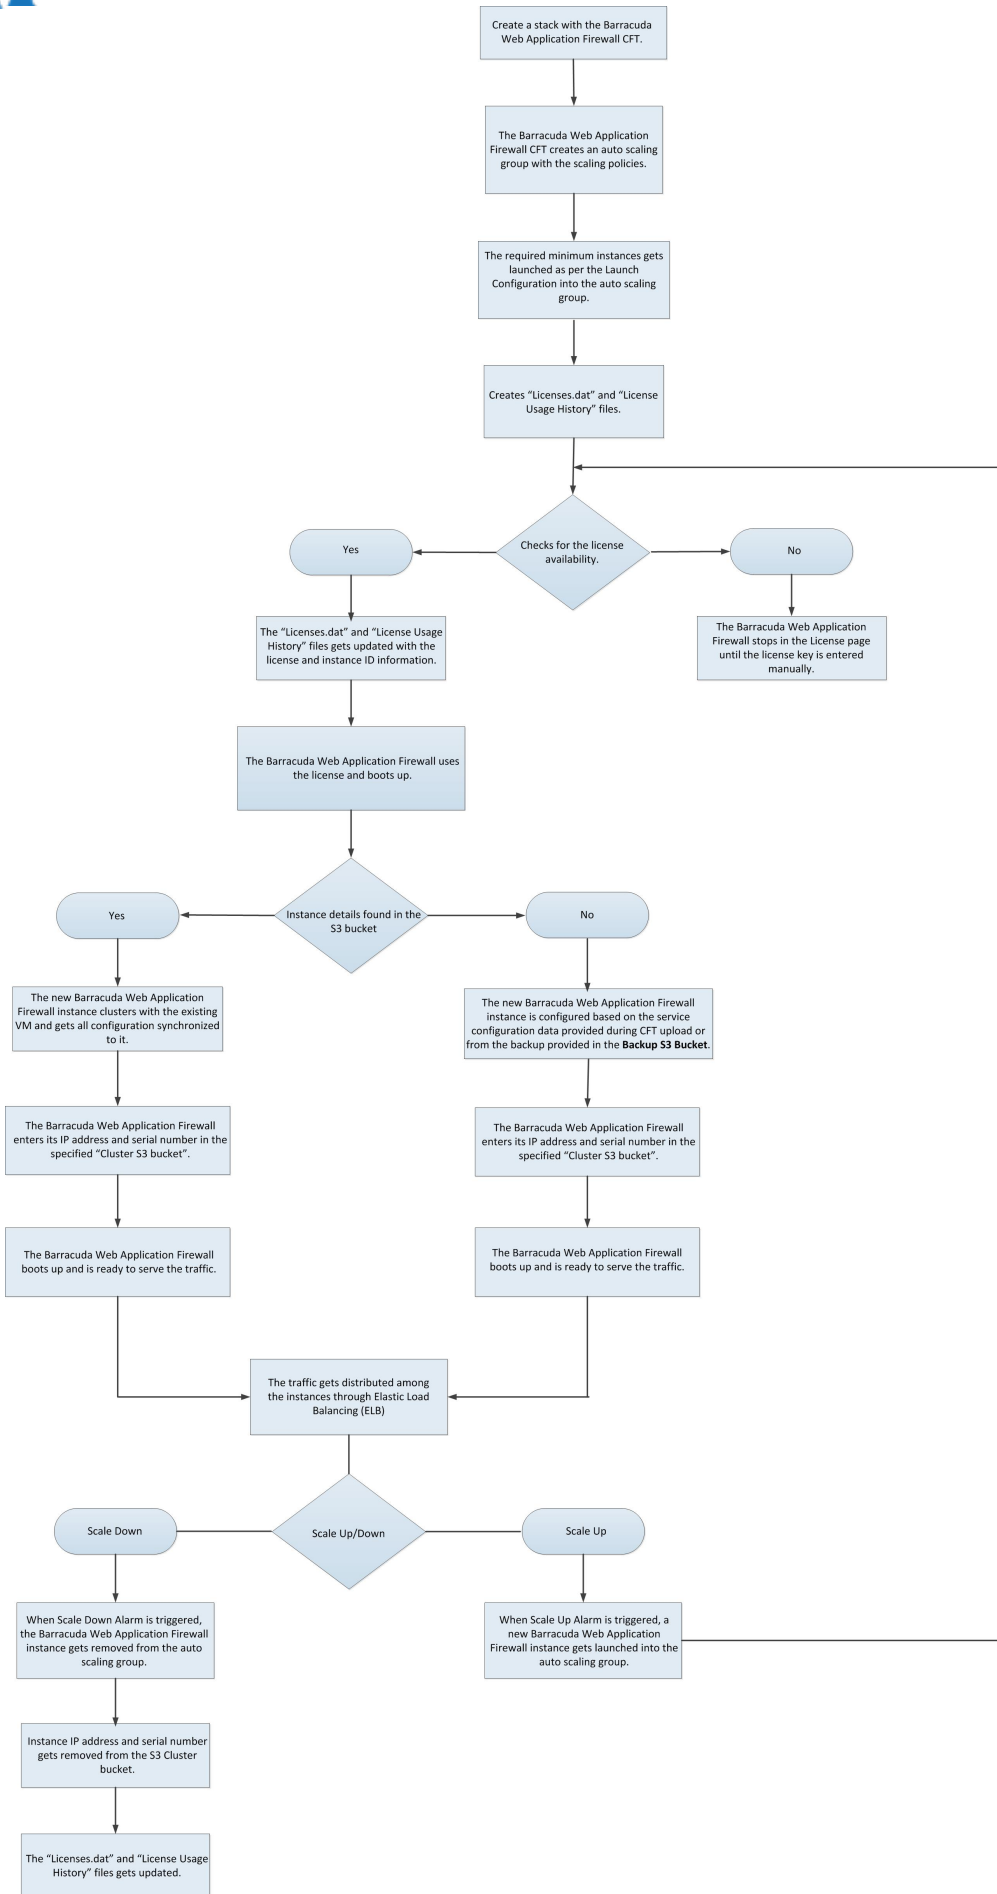 Create a stack with the Barracuda
Web Application Firewall CFT.
The Barracuda Web Application
Firewall CFT creates an auto scaling
group with the scaling policies.
The required minimum instances gets
launched as per the Launch
Configuration into the auto scaling
group.
Creates “Licenses.dat” and “License
Usage History” files.
Checks for the license
availability.
Yes
No
The “Licenses.dat” and “License Usage
History” files gets updated with the
license and instance ID information.
The Barracuda Web Application
Firewall stops in the License page
until the license key is entered
manually.
The Barracuda Web Application Firewall uses
the license and boots up.
Instance details found in the
S3 bucket
Yes
No
The new Barracuda Web Application
Firewall instance clusters with the existing
VM and gets all configuration synchronized
to it.
The new Barracuda Web Application Firewall
instance is configured based on the service
configuration data provided during CFT upload or
from the backup provided in the Backup S3 Bucket.
The Barracuda Web Application Firewall
enters its IP address and serial number in the
specified “Cluster S3 bucket”.
The Barracuda Web Application Firewall
enters its IP address and serial number in the
specified “Cluster S3 bucket”.
The Barracuda Web Application Firewall
boots up and is ready to serve the traffic.
The Barracuda Web Application Firewall
boots up and is ready to serve the traffic.
The traffic gets distributed among
the instances through Elastic Load
Balancing (ELB)
Scale Up/Down
Scale Down
Scale Up
When Scale Down Alarm is triggered,
the Barracuda Web Application Firewall
instance gets removed from the auto
scaling group.
When Scale Up Alarm is triggered, a
new Barracuda Web Application
Firewall instance gets launched into the
auto scaling group.
Instance IP address and serial number
gets removed from the S3 Cluster
bucket.
The “Licenses.dat” and “License Usage
History” files gets updated.